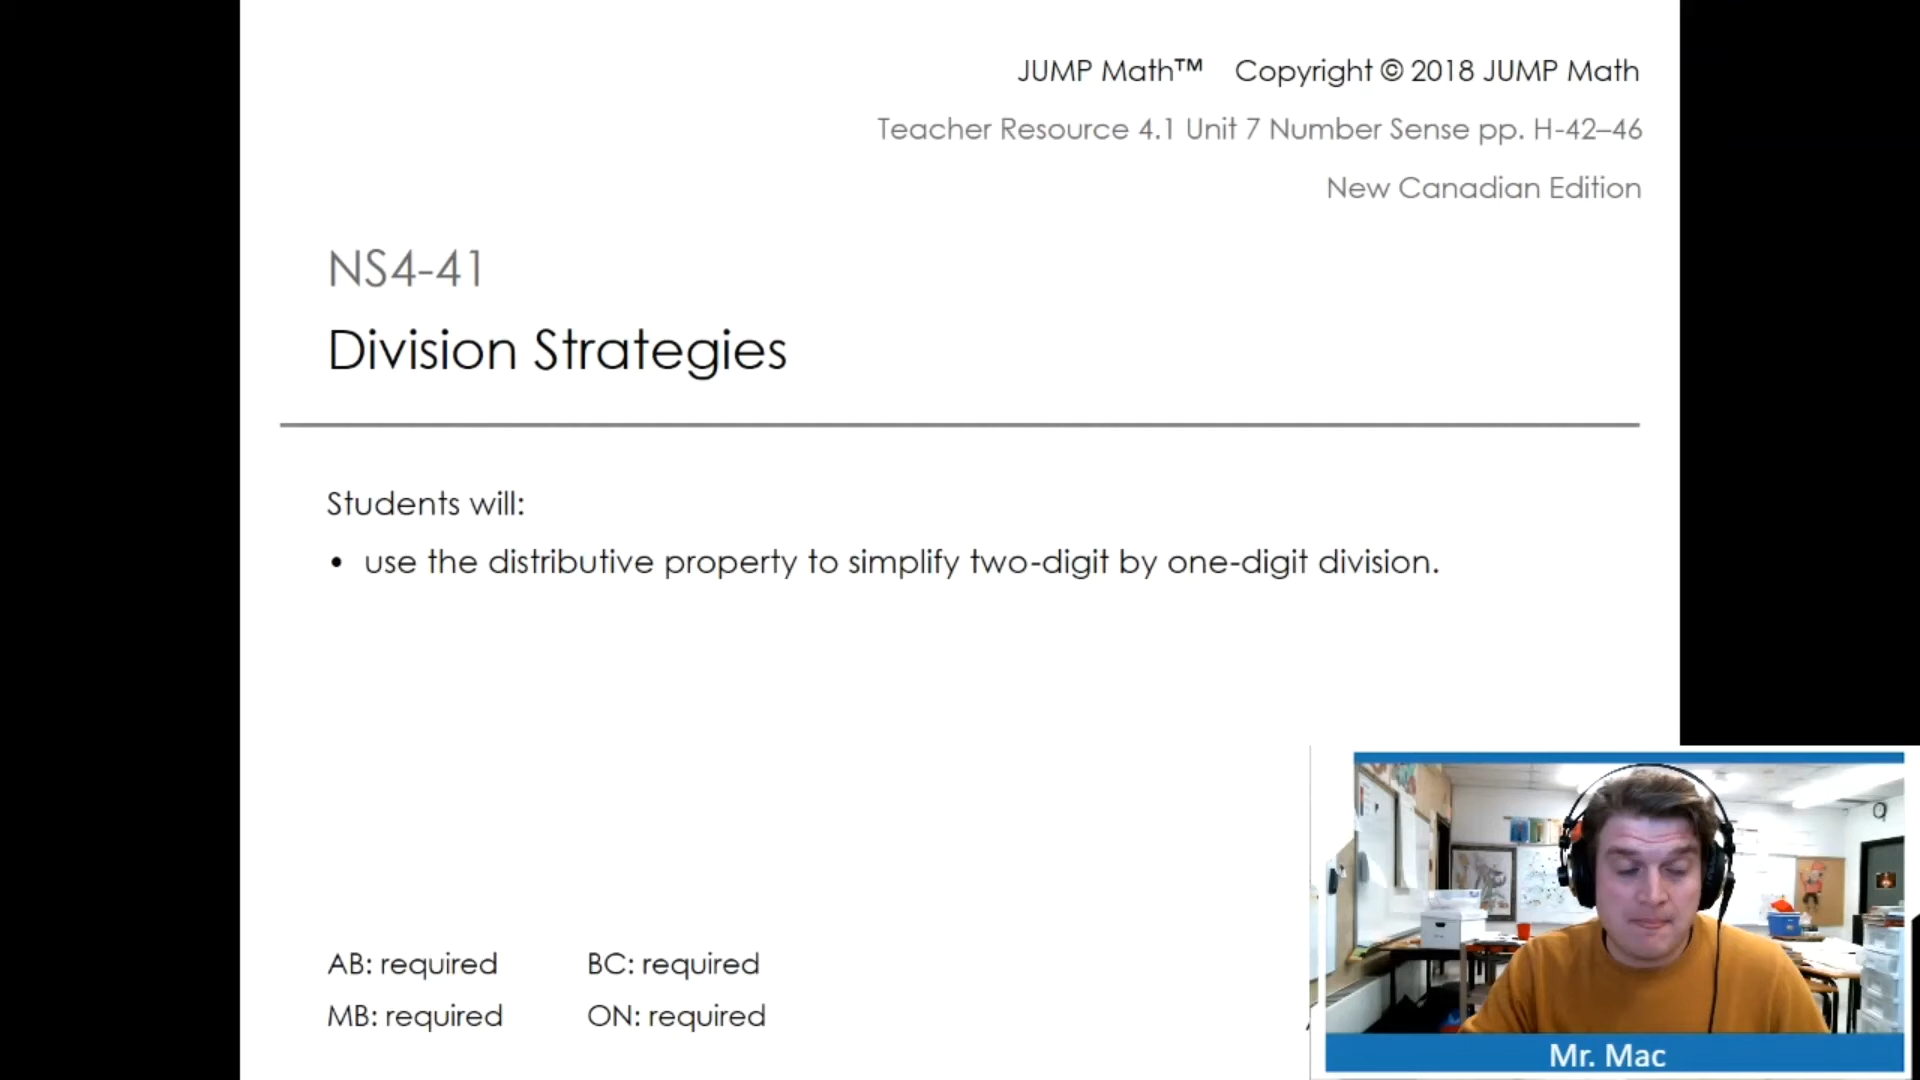 JUMP Math™ Copyright © 2018 JUMP Math
Teacher Resource 4.1 Unit 7 Number Sense pp. H-42–46
New Canadian Edition
NS4-41
Division Strategies
Students will:
• use the distributive property to simplify two-digit by one-digit division.
AB: required BC: required
MB: required ON: required
Mr. Mac